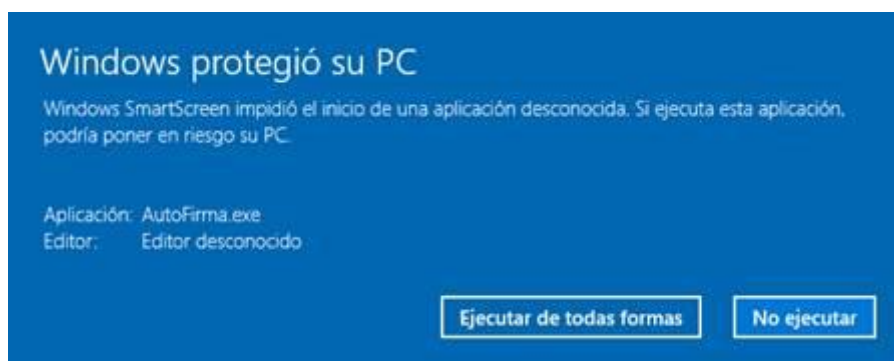 Windows protegió su PC
Windows SmartScreen impidió el inicio de una aplicación desconocida. Si ejecuta esta aplicación,
podría poner en riesgo su PC.
Aplicación: AutoFirma.exe
Editor: Editor desconocido
Ejecutar de todas formas
No ejecutar